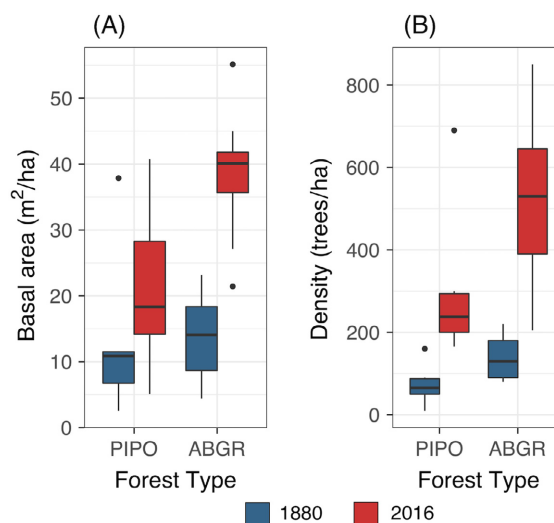 (A)
Basal area (m²/ha)
50
40
30
20
10
0
PIPO ABGR
Forest Type
(B)
Density (trees/ha)
800
600
400
200
0
PIPO ABGR
Forest Type
1880 2016